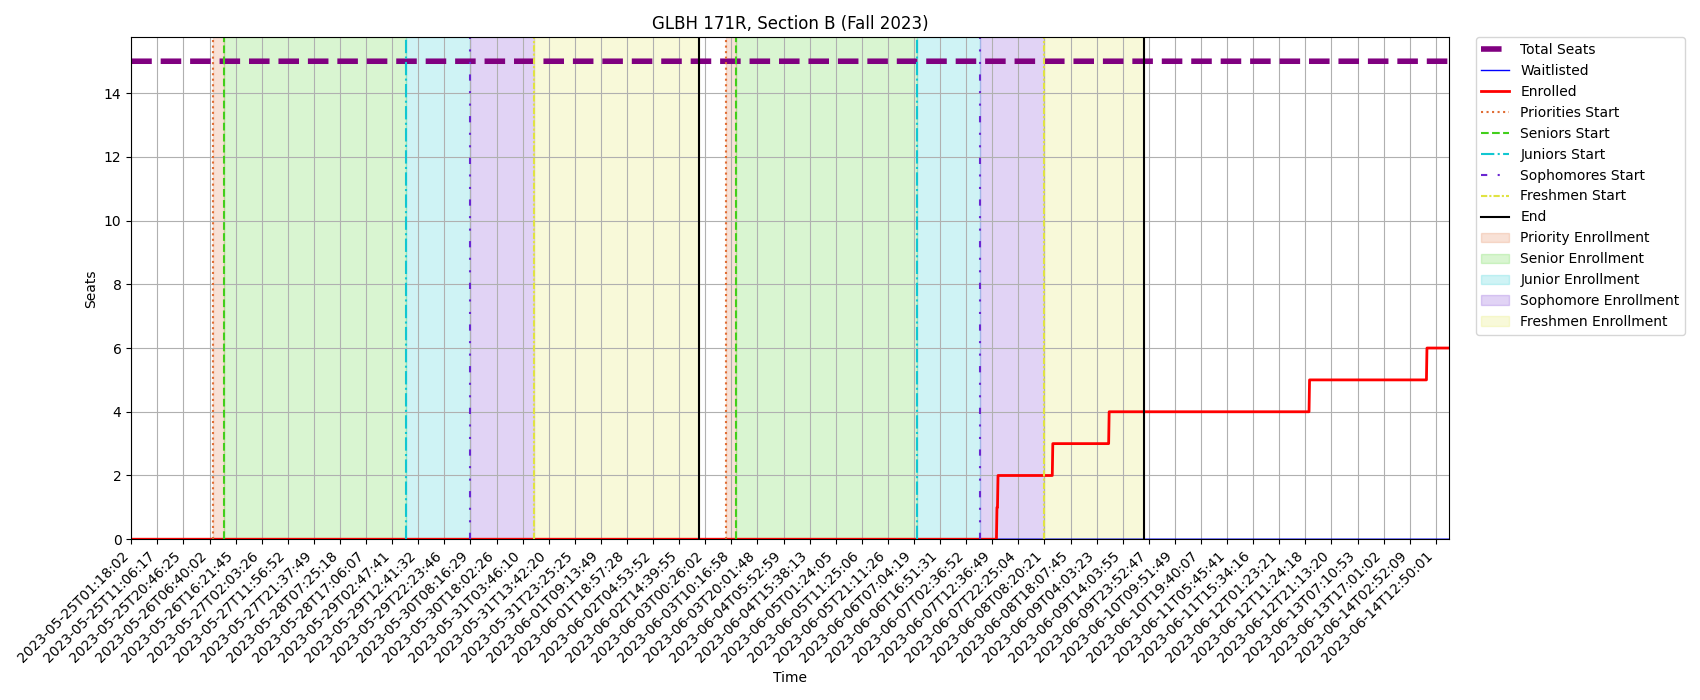 GLBH 171R, Section B (Fall 2023)
Seats
14
12
10
8
6
4
2
0
2023-05-25T01:18:02
2023-05-25T11:06:17
2023-05-25T20:46:25
2023-05-26T06:40:02
2023-05-26T16:21:45
2023-05-27T02:03:26
2023-05-27T11:56:52
2023-05-27T21:37:49
2023-05-28T07:25:18
2023-05-28T17:06:07
2023-05-29T02:47:41
2023-05-29T12:41:32
2023-05-29T22:23:46
2023-05-30T08:16:29
2023-05-30T18:02:26
2023-05-31T03:46:10
2023-05-31T13:42:20
2023-05-31T23:25:25
2023-06-01T09:13:49
2023-06-01T18:57:28
2023-06-02T04:53:52
2023-06-02T14:39:55
2023-06-03T00:26:02
2023-06-03T10:16:58
2023-06-03T20:01:48
2023-06-04T05:52:59
2023-06-04T15:38:13
2023-06-05T01:24:05
2023-06-05T11:25:06
2023-06-05T21:11:26
2023-06-06T07:04:19
2023-06-06T16:51:31
2023-06-07T02:36:52
2023-06-07T12:36:49
2023-06-07T22:25:04
2023-06-08T08:20:21
2023-06-08T18:07:45
2023-06-09T04:03:23
2023-06-09T14:03:55
2023-06-09T23:52:47
2023-06-10T09:51:49
2023-06-10T19:40:07
2023-06-11T05:45:41
2023-06-11T15:34:16
2023-06-12T01:23:21
2023-06-12T11:24:18
2023-06-12T21:13:20
2023-06-13T07:10:53
2023-06-13T17:01:02
2023-06-14T02:52:09
2023-06-14T12:50:01
Time
Total Seats
Waitlisted
Enrolled
Priorities Start
Seniors Start
Juniors Start
Sophomores Start
Freshmen Start
End
Priority Enrollment
Senior Enrollment
Junior Enrollment
Sophomore Enrollment
Freshmen Enrollment